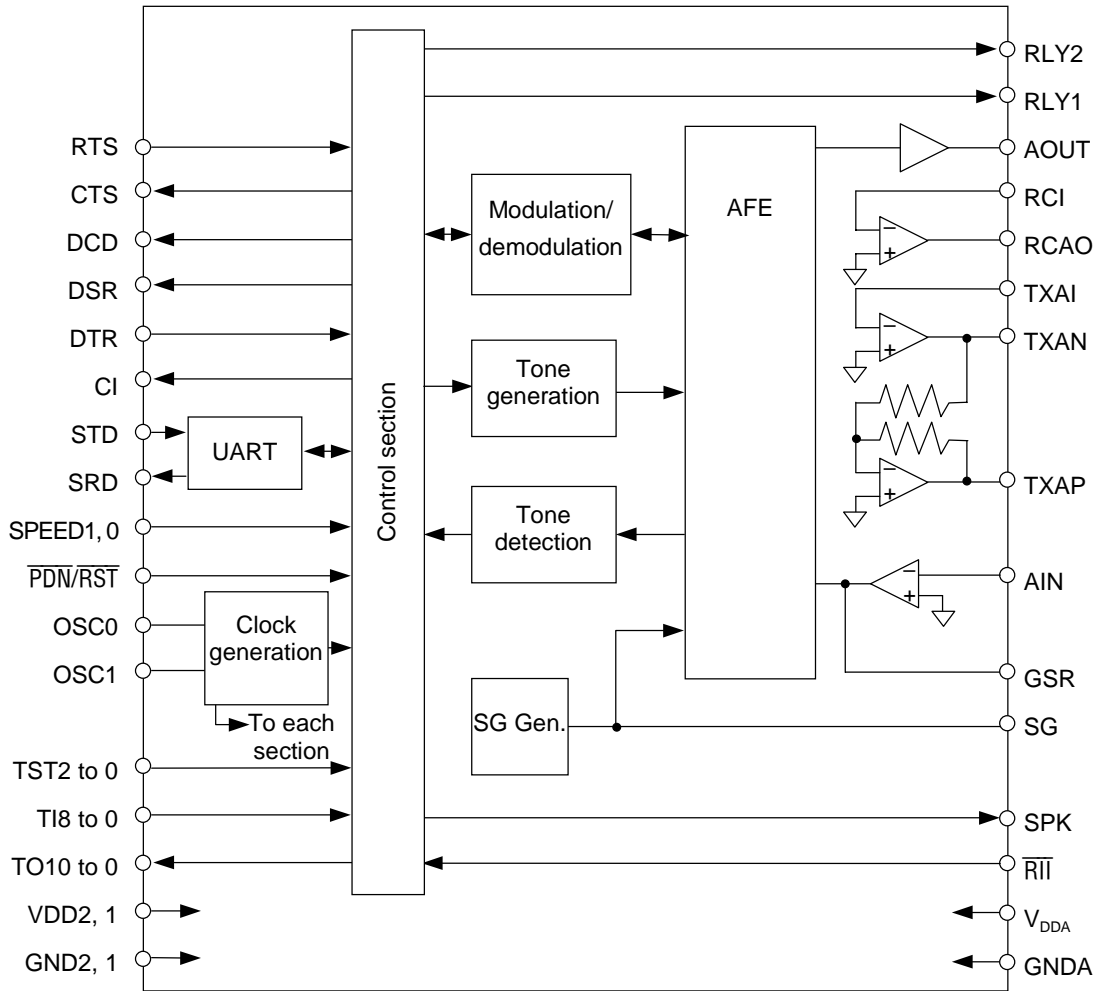 RTS
CTS
DCD
DSR
DTR
CI
STD
SRD
SPEED1, 0
PDN/RST
OSC0
OSC1
TST2 to 0
TI8 to 0
TO10 to 0
VDD2, 1
GND2, 1
UART
Clock
generation
To each
section
Control section
Modulation/
demodulation
Tone
generation
Tone
detection
SG Gen.
AFE
−
+
−
+
−
+
−
+
RLY2
RLY1
AOUT
RCI
RCAO
TXAI
TXAN
TXAP
AIN
GSR
SG
SPK
RII
VDDA
GNDA